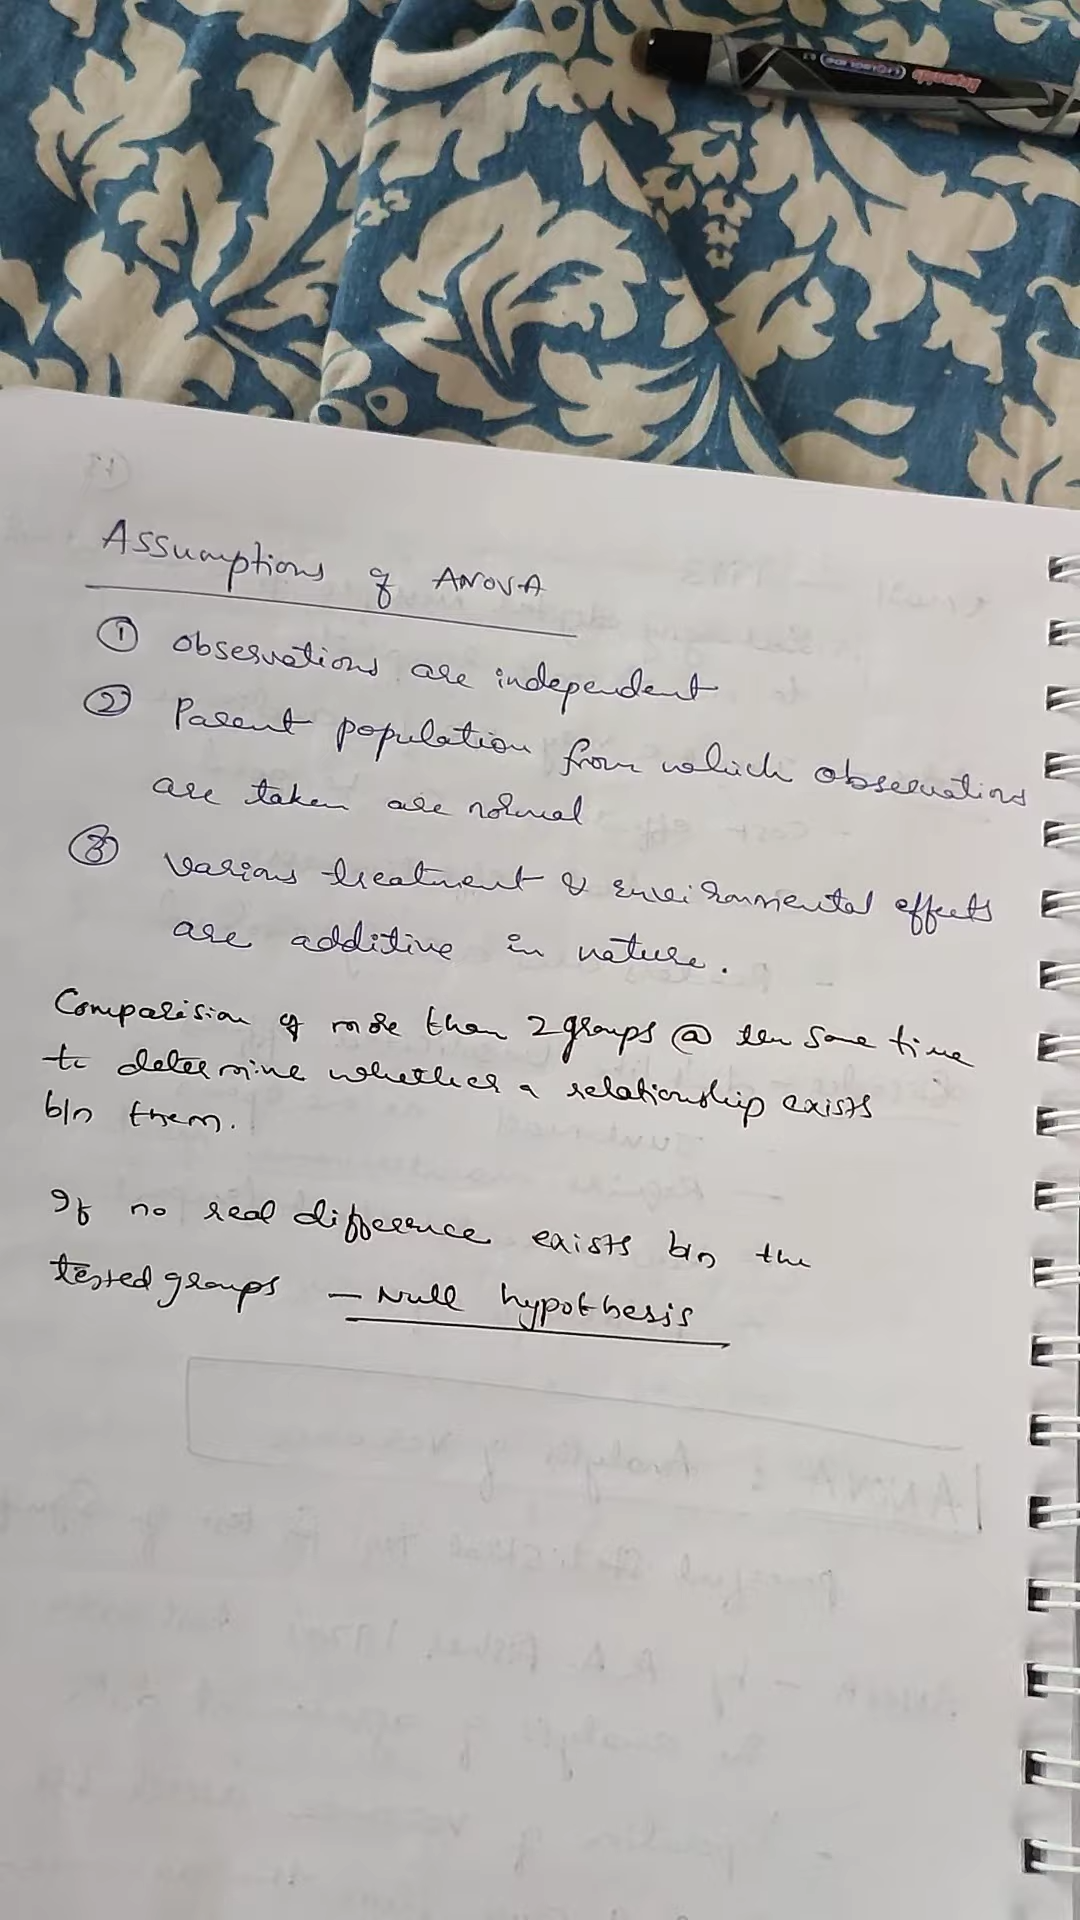 Reynolds
Assumptions of ANOVA
① observations are independent
② Parent population from which observations
are taken are normal
③ various treatment & environmental effects
are additive in nature.
Comparision of more than 2 groups @ the same time
to determine whether a relationship exists
b/n them.
If no real difference exists b/n the
tested groups — Null hypothesis